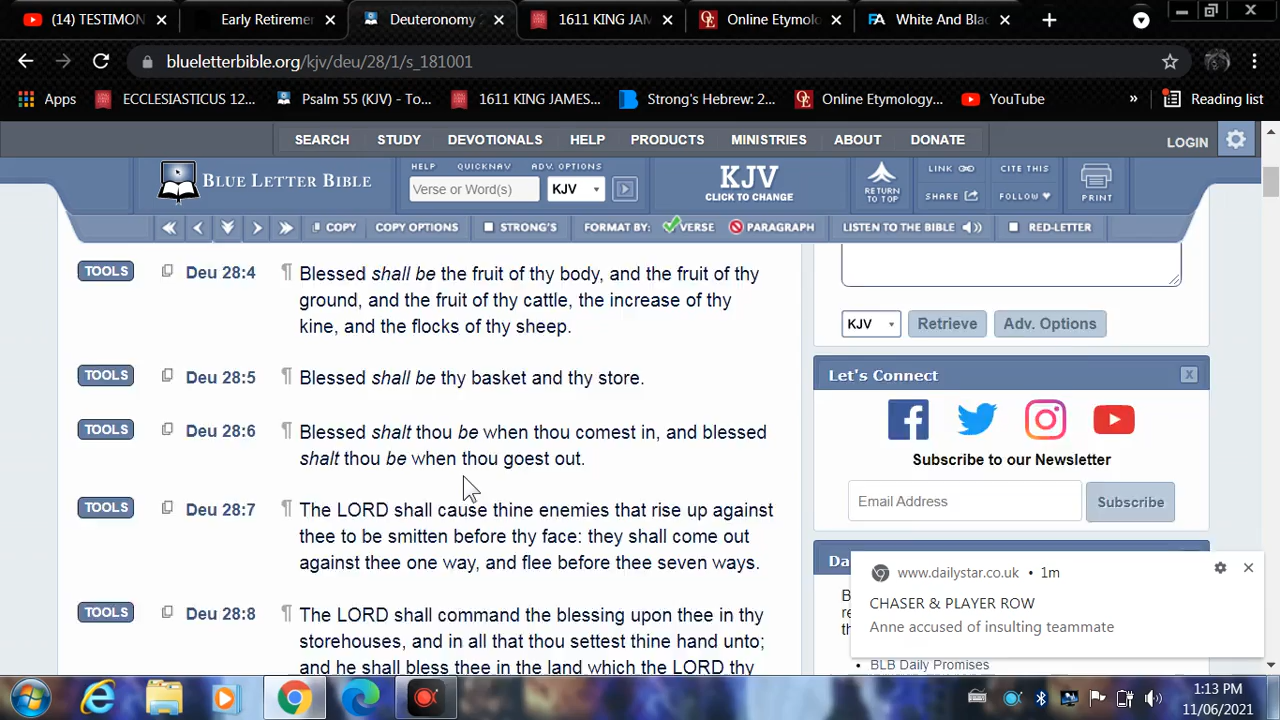 (14) TESTIMON
Early Retiremer
Deuteronomy
1611 KING JAM
Online Etymolo
White And Blac
blueletterbible.org/kjv/deu/28/1/s_181001
Apps
ECCLESIASTICUS 12...
Psalm 55 (KJV) - To...
1611 KING JAMES...
Strong's Hebrew: 2...
Online Etymology...
YouTube
»
Reading list
SEARCH STUDY DEVOTIONALS HELP PRODUCTS MINISTRIES ABOUT DONATE
LOGIN
BLUE LETTER BIBLE
HELP QUICKNAV ADV. OPTIONS
Verse or Word(s)
KJV
KJV
CLICK TO CHANGE
RETURN
TO TOP
LINK
CITE THIS
SHARE
FOLLOW
PRINT
COPY COPY OPTIONS STRONG'S FORMAT BY: VERSE PARAGRAPH LISTEN TO THE BIBLE RED-LETTER
TOOLS Deu 28:4 ¶ Blessed shall be the fruit of thy body, and the fruit of thy
ground, and the fruit of thy cattle, the increase of thy
kine, and the flocks of thy sheep.
TOOLS Deu 28:5 ¶ Blessed shall be thy basket and thy store.
TOOLS Deu 28:6 ¶ Blessed shalt thou be when thou comest in, and blessed
shalt thou be when thou goest out.
TOOLS Deu 28:7 ¶ The LORD shall cause thine enemies that rise up against
thee to be smitten before thy face: they shall come out
against thee one way, and flee before thee seven ways.
TOOLS Deu 28:8 ¶ The LORD shall command the blessing upon thee in thy
storehouses, and in all that thou settest thine hand unto;
and he shall bless thee in the land which the LORD thy
KJV
Retrieve
Adv. Options
Let's Connect
X
Subscribe to our Newsletter
Email Address
Subscribe
Da
www.dailystar.co.uk • 1m
CHASER & PLAYER ROW
Anne accused of insulting teammate
BLB Daily Promises
1:13 PM
11/06/2021